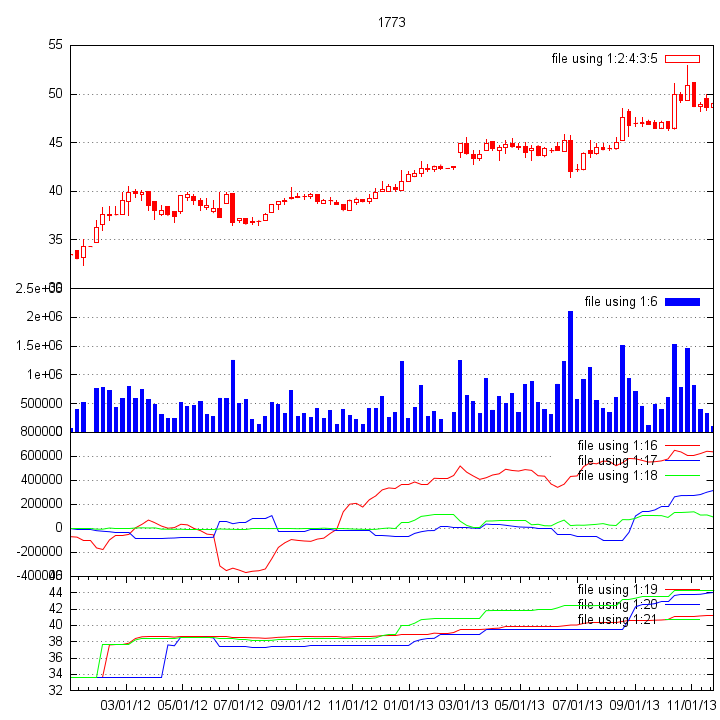 1773
55
file using 1:2:4:3:5
50
45
40
35
30
2.5e+06
file using 1:6
2e+06
1.5e+06
1e+06
500000
0
800000
file using 1:16
600000
file using 1:17
400000
file using 1:18
200000
0
-200000
-400000
46
44
file using 1:19
42
file using 1:20
40
file using 1:21
38
36
34
32
03/01/12 05/01/12 07/01/12 09/01/12 11/01/12 01/01/13 03/01/13 05/01/13 07/01/13 09/01/13 11/01/13